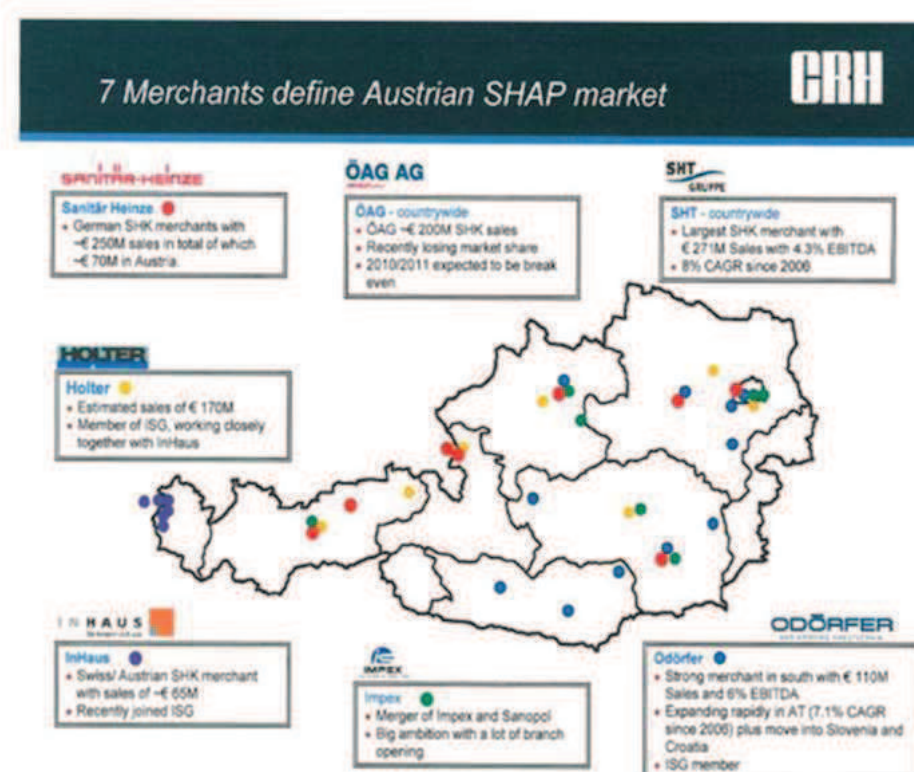 7 Merchants define Austrian SHAP market
CRH
SANITÄR-HEINZE
Sanitär Heinze
• German SHK merchants with
~€ 250M sales in total of which
~€ 70M in Austria.
ÖAG AG
ÖAG - countrywide
• ÖAG ~€ 200M SHK sales
• Recently losing market share
• 2010/2011 expected to be break
even
SHT
GRUPPE
SHT - countrywide
• Largest SHK merchant with
€ 271M Sales with 4.3% EBITDA
• 8% CAGR since 2006
HOLTER
Holter
• Estimated sales of € 170M
• Member of ISG, working closely
together with InHaus
INHAUS
InHaus
• Swiss/ Austrian SHK merchant
with sales of ~€ 65M
• Recently joined ISG
IMPEX
Impex
• Merger of Impex and Sanopol
• Big ambition with a lot of branch
opening
ODÖRFER
Odörfer
• Strong merchant in south with € 110M
Sales and 6% EBITDA
• Expanding rapidly in AT (7.1% CAGR
since 2006) plus move into Slovenia and
Croatia
• ISG member